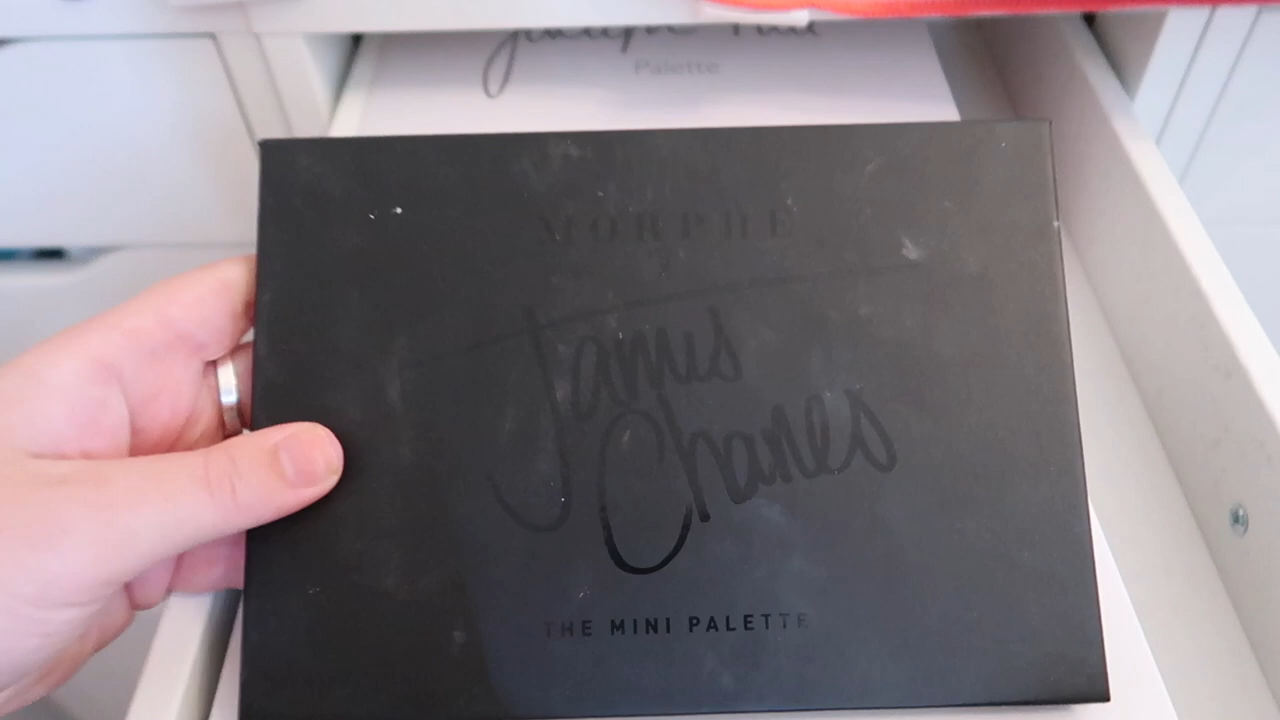 Palette
MORPHE
James
Charles
THE MINI PALETTE